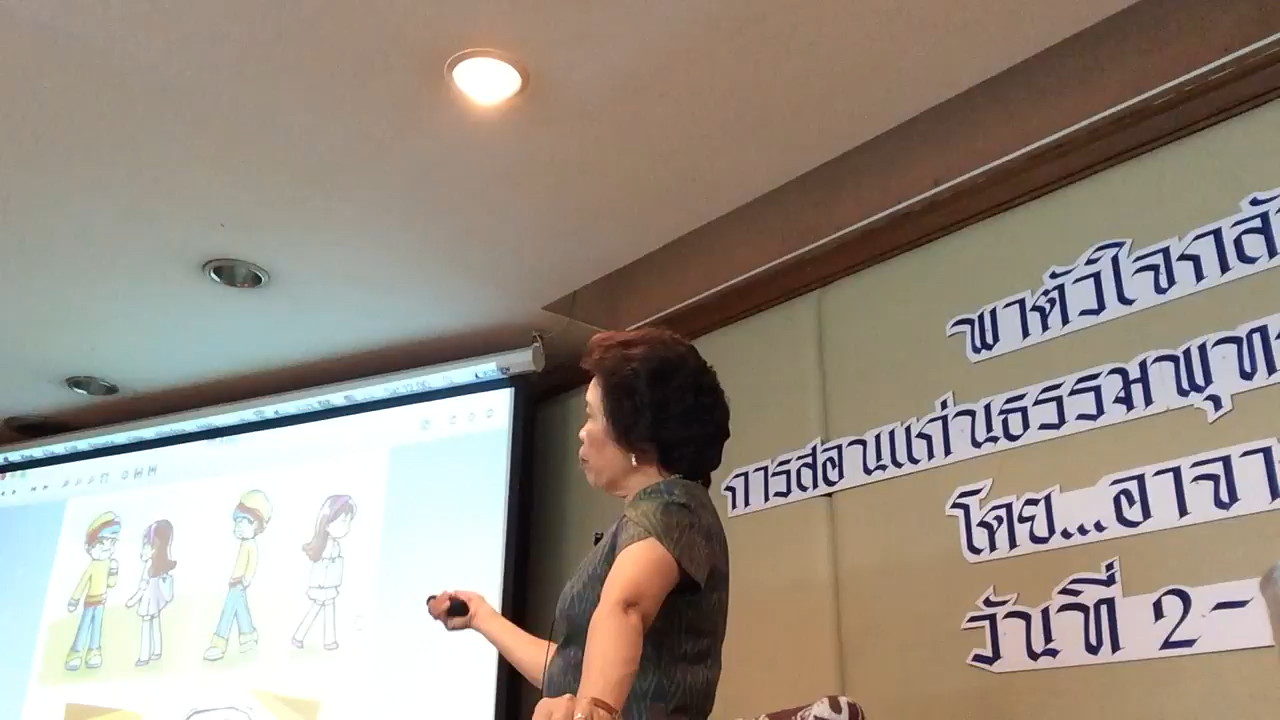 พาตัวใจกลั
การสอนแก่นธรรมพุท
โดย...อาจา
วันที่ 2-